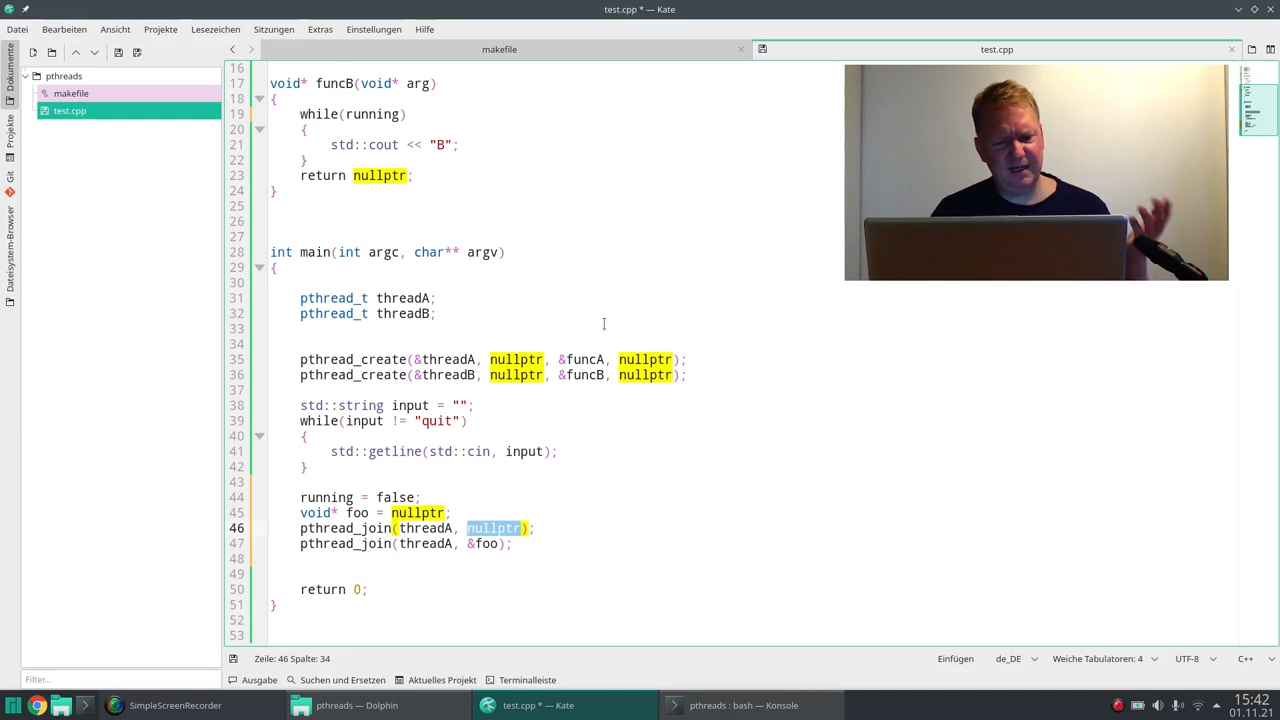 test.cpp * — Kate
Datei Bearbeiten Ansicht Projekte Lesezeichen Sitzungen Extras Einstellungen Hilfe
makefile
test.cpp
Dokumente
Projekte
Git
Dateisystem-Browser
pthreads
makefile
test.cpp
Filter...
16
17 void* funcB(void* arg)
18 {
19 while(running)
20 {
21 std::cout << "B";
22 }
23 return nullptr;
24 }
25
26
27
28 int main(int argc, char** argv)
29 {
30
31 pthread_t threadA;
32 pthread_t threadB;
33
34
35 pthread_create(&threadA, nullptr, &funcA, nullptr);
36 pthread_create(&threadB, nullptr, &funcB, nullptr);
37
38 std::string input = "";
39 while(input != "quit")
40 {
41 std::getline(std::cin, input);
42 }
43
44 running = false;
45 void* foo = nullptr;
46 pthread_join(threadA, nullptr);
47 pthread_join(threadA, &foo);
48
49
50 return 0;
51 }
52
53
Zeile: 46 Spalte: 34 Einfügen de_DE Weiche Tabulatoren: 4 UTF-8 C++
Ausgabe Suchen und Ersetzen Aktuelles Projekt Terminalleiste
SimpleScreenRecorder
pthreads — Dolphin
test.cpp * — Kate
pthreads : bash — Konsole
15:42
01.11.21